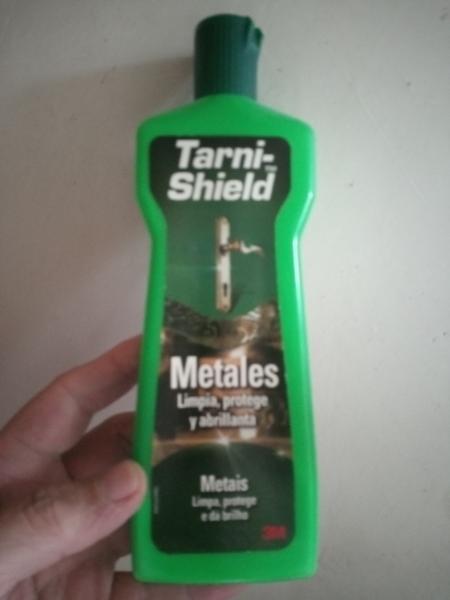 Tarni-
Shield
Metales
Limpia, protege
y abrillanta
Metais
Limpa, protege
e dá brilho
3M